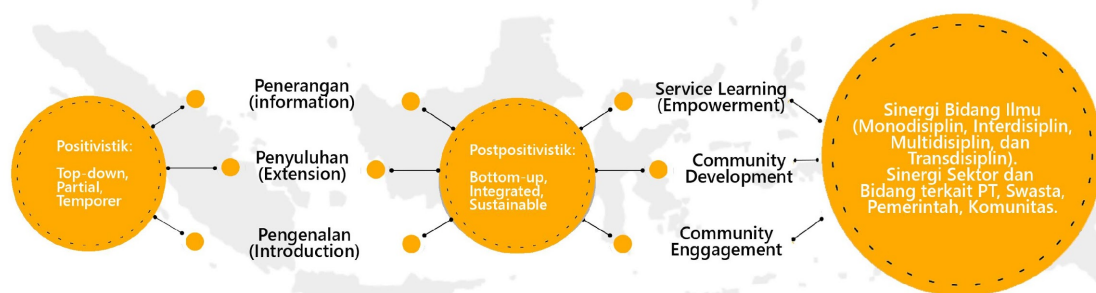 Positivistik:
Top-down,
Partial,
Temporer
Penerangan
(information)
Penyuluhan
(Extension)
Pengenalan
(Introduction)
Postpositivistik:
Bottom-up,
Integrated,
Sustainable
Service Learning
(Empowerment)
Community
Development
Community
Enggagement
Sinergi Bidang Ilmu
(Monodisiplin, Interdisiplin,
Multidisiplin, dan
Transdisiplin).
Sinergi Sektor dan
Bidang terkait PT, Swasta,
Pemerintah, Komunitas.